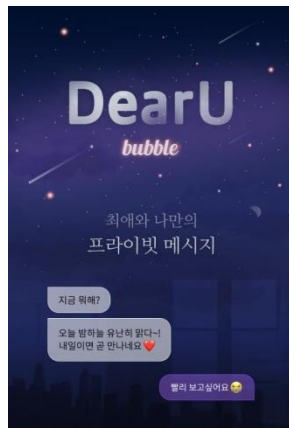 DearU
bubble
최애와 나만의
프라이빗 메시지
지금 뭐해?
오늘 밤하늘 유난히 맑다~!
내일이면 곧 만나네요❤️
빨리 보고싶어요😭